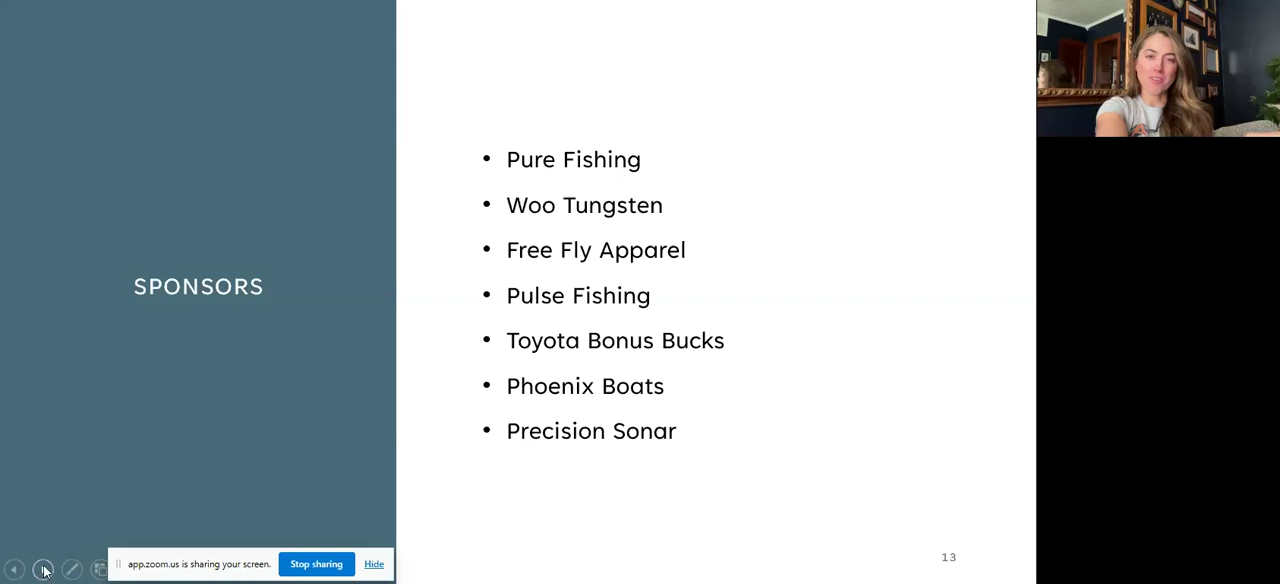 SPONSORS
Pure Fishing
Woo Tungsten
Free Fly Apparel
Pulse Fishing
Toyota Bonus Bucks
Phoenix Boats
Precision Sonar
13
app.zoom.us is sharing your screen. Stop sharing Hide